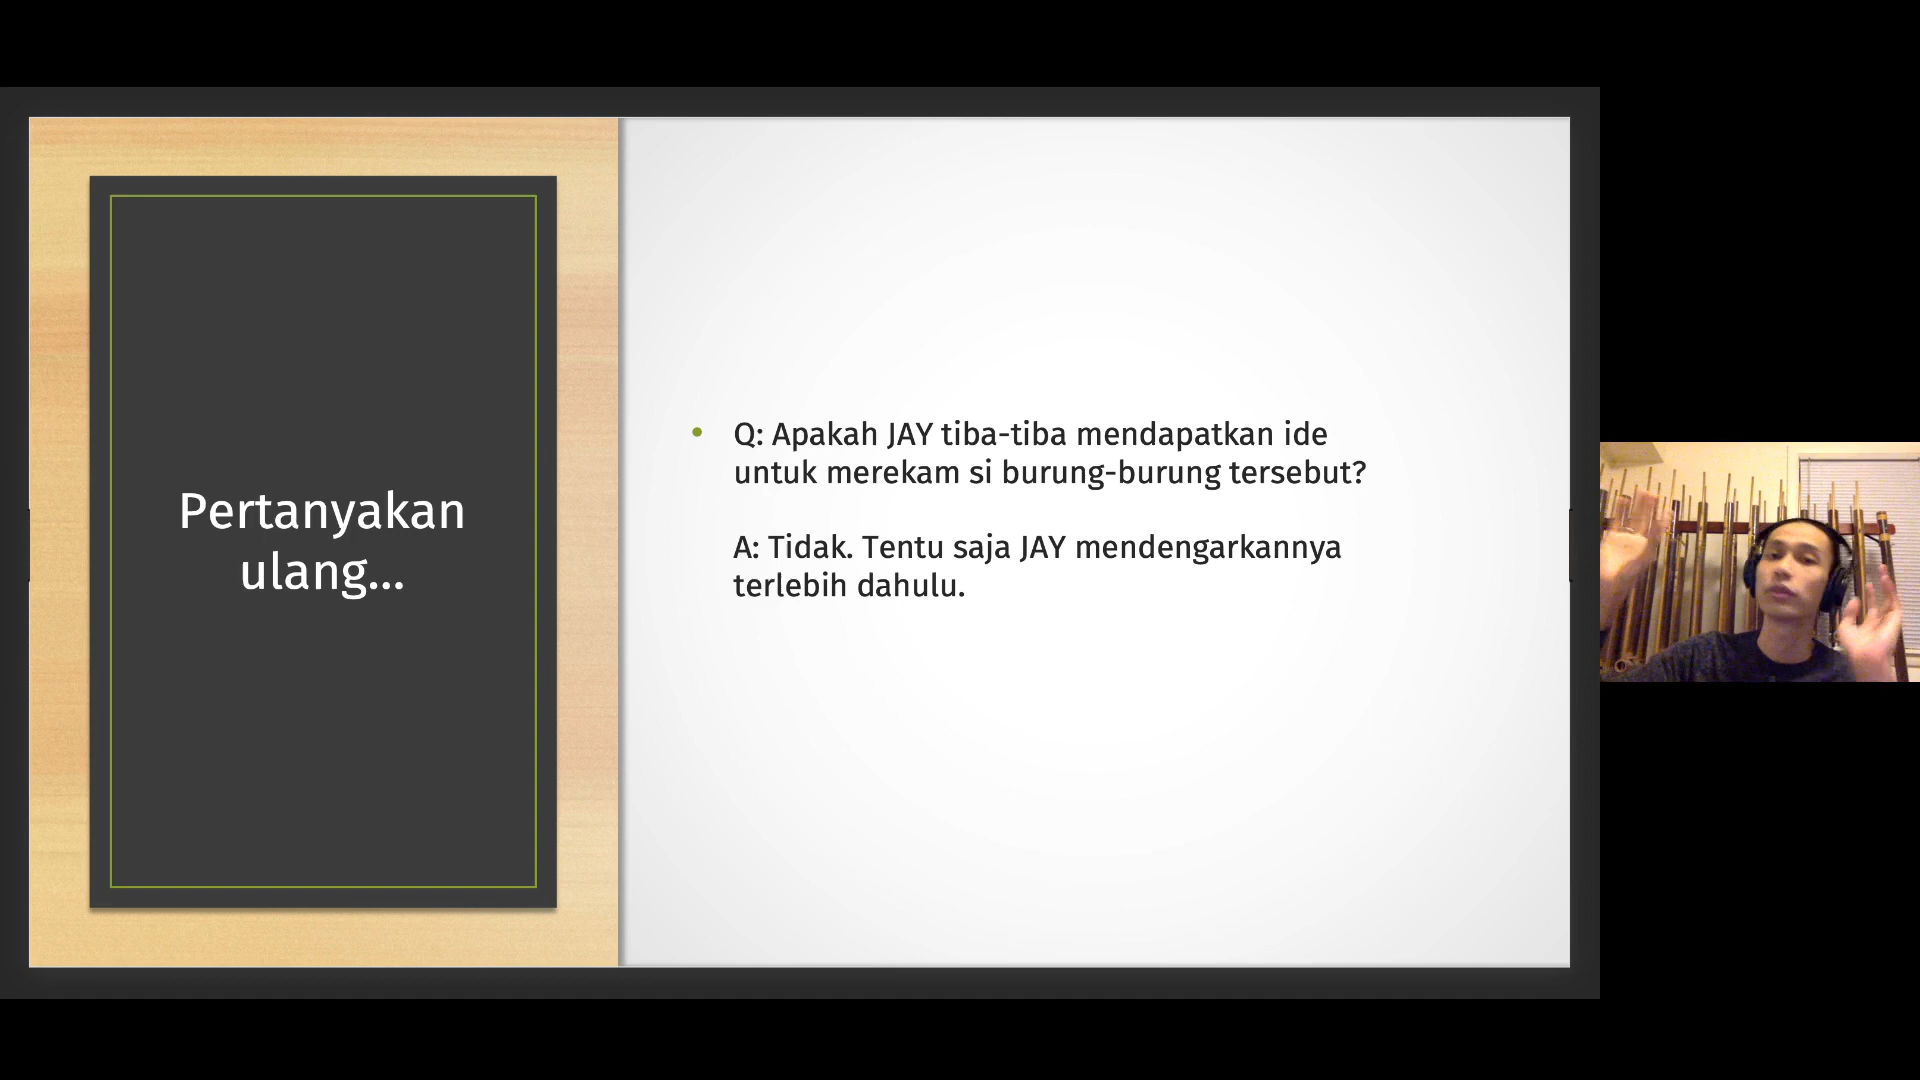 Pertanyakan
ulang...
• Q: Apakah JAY tiba-tiba mendapatkan ide
untuk merekam si burung-burung tersebut?
A: Tidak. Tentu saja JAY mendengarkannya
terlebih dahulu.